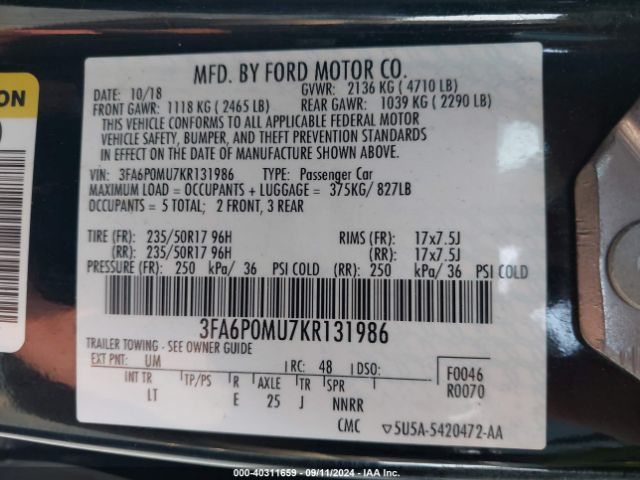 ON
MFD. BY FORD MOTOR CO.
DATE: 10/18 GVWR: 2136 KG ( 4710 LB)
FRONT GAWR: 1118 KG ( 2465 LB) REAR GAWR: 1039 KG ( 2290 LB)
THIS VEHICLE CONFORMS TO ALL APPLICABLE FEDERAL MOTOR
VEHICLE SAFETY, BUMPER, AND THEFT PREVENTION STANDARDS
IN EFFECT ON THE DATE OF MANUFACTURE SHOWN ABOVE.
VIN: 3FA6P0MU7KR131986 TYPE: Passenger Car
MAXIMUM LOAD = OCCUPANTS + LUGGAGE = 375KG/ 827LB
OCCUPANTS = 5 TOTAL; 2 FRONT, 3 REAR
TIRE (FR): 235/50R17 96H RIMS (FR): 17x7.5J
(RR): 235/50R17 96H (RR): 17x7.5J
PRESSURE (FR): 250 kPa/ 36 PSI COLD (RR): 250 kPa/ 36 PSI COLD
3FA6P0MU7KR131986
TRAILER TOWING - SEE OWNER GUIDE
EXT PNT: UM RC: 48 DSO: F0046
INT TR TP/PS R AXLE TR SPR R0070
LT E 25 J NNRR
CMC ▽5U5A-5420472-AA
000-40311659 - 09/11/2024 - IAA Inc.